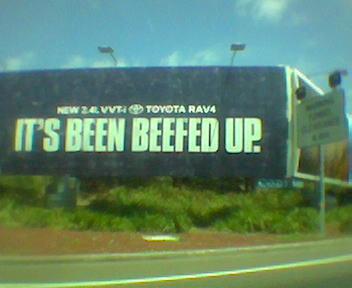 NEW 2.4L VVT-i TOYOTA RAV4
IT'S BEEN BEEFED UP.